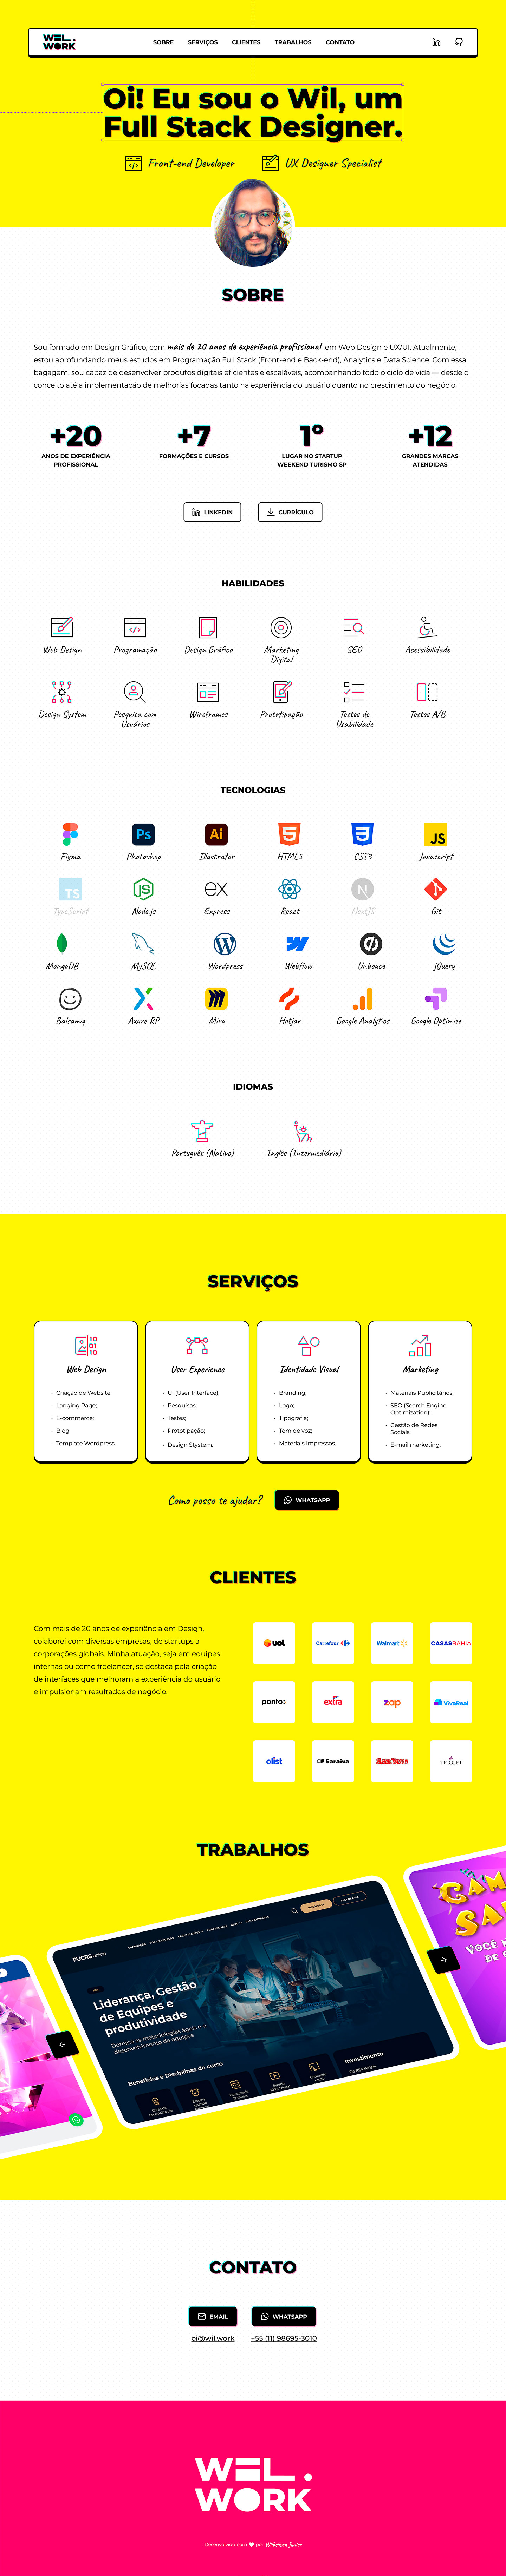 WIL.
WORK
SOBRE SERVIÇOS CLIENTES TRABALHOS CONTATO
Oi! Eu sou o Wil, um
Full Stack Designer.
Front-end Developer
UX Designer Specialist
SOBRE
Sou formado em Design Gráfico, com mais de 20 anos de experiência profissional em Web Design e UX/UI. Atualmente,
estou aprofundando meus estudos em Programação Full Stack (Front-end e Back-end), Analytics e Data Science. Com essa
bagagem, sou capaz de desenvolver produtos digitais eficientes e escaláveis, acompanhando todo o ciclo de vida — desde o
conceito até a implementação de melhorias focadas tanto na experiência do usuário quanto no crescimento do negócio.
+20
ANOS DE EXPERIÊNCIA
PROFISSIONAL
+7
FORMAÇÕES E CURSOS
1º
LUGAR NO STARTUP
WEEKEND TURISMO SP
+12
GRANDES MARCAS
ATENDIDAS
LINKEDIN
CURRÍCULO
HABILIDADES
Web Design
Programação
Design Gráfico
Marketing
Digital
SEO
Acessibilidade
Design System
Pesquisa com
Usuários
Wireframes
Prototipação
Testes de
Usabilidade
Testes A/B
TECNOLOGIAS
Figma
Ps
Photoshop
Ai
Illustrator
HTML5
CSS3
JS
Javascript
TS
TypeScript
Node.js
ex
Express
React
NextJS
Git
MongoDB
MySQL
Wordpress
Webflow
Unbouce
jQuery
Balsamiq
Axure RP
Miro
Hotjar
Google Analytics
Google Optimize
IDIOMAS
Português (Nativo)
Inglês (Intermediário)
SERVIÇOS
Web Design
- Criação de Website;
- Langing Page;
- E-commerce;
- Blog;
- Template Wordpress.
User Experience
- UI (User Interface);
- Pesquisas;
- Testes;
- Prototipação;
- Design Stystem.
Identidade Visual
- Branding;
- Logo;
- Tipografia;
- Tom de voz;
- Materiais Impressos.
Marketing
- Materiais Publicitários;
- SEO (Search Engine
Optimization);
- Gestão de Redes
Sociais;
- E-mail marketing.
Como posso te ajudar?
WHATSAPP
CLIENTES
Com mais de 20 anos de experiência em Design,
colaborei com diversas empresas, de startups a
corporações globais. Minha atuação, seja em equipes
internas ou como freelancer, se destaca pela criação
de interfaces que melhoram a experiência do usuário
e impulsionam resultados de negócio.
uol
Carrefour
Walmart
CASASBAHIA
ponto:
extra
zap
VivaReal
olist
Saraiva
TRIOLET
TRABALHOS
PUCRS online
Liderança, Gestão
de Equipes e
produtividade
Domine as metodologias ágeis e o
desenvolvimento de equipes.
Benefícios e Disciplinas do curso
Investimento
CONTATO
EMAIL
oi@wil.work
WHATSAPP
+55 (11) 98695-3010
WIL.
WORK
Desenvolvido com por Wilkerson Junior